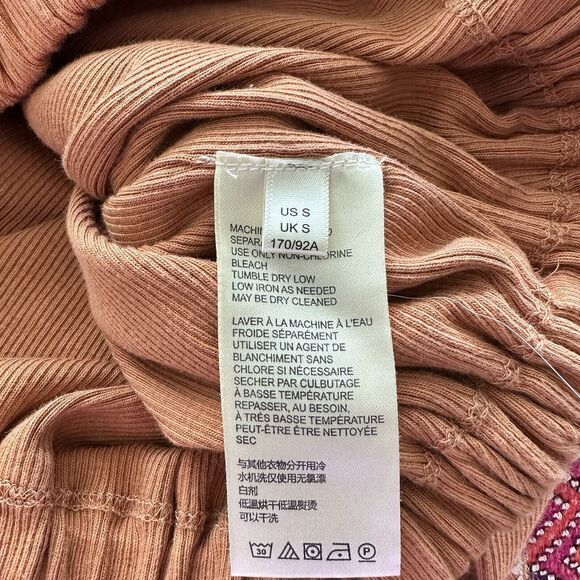 US S
UK S
170/92A
MACHIN
SEPAR
USE ONLY NON-CHLORINE
BLEACH
TUMBLE DRY LOW
LOW IRON AS NEEDED
MAY BE DRY CLEANED
LAVER À LA MACHINE À L'EAU
FROIDE SÉPARÉMENT
UTILISER UN AGENT DE
BLANCHIMENT SANS
CHLORE SI NÉCESSAIRE
SECHER PAR CULBUTAGE
À BASSE TEMPÉRATURE
REPASSER, AU BESOIN,
À TRÈS BASSE TEMPÉRATURE
PEUT-ÊTRE ÊTRE NETTOYÉE
SEC
与其他衣物分开用冷
水机洗仅使用无氯漂
白剂
低温烘干低温熨烫
可以干洗
30
P